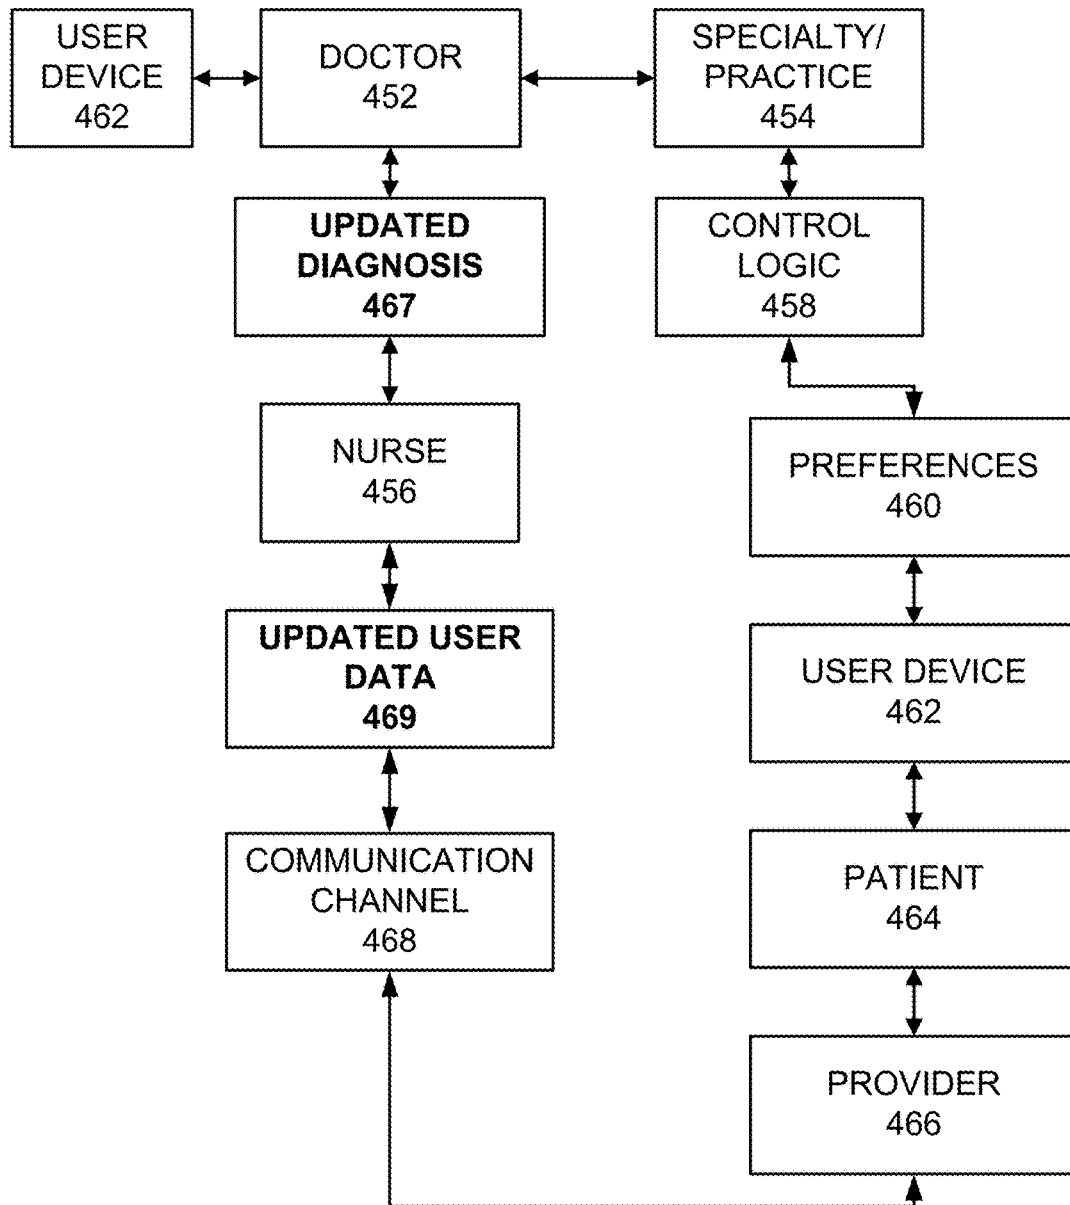 USER
DEVICE
462
DOCTOR
452
SPECIALTY/
PRACTICE
454
UPDATED
DIAGNOSIS
467
CONTROL
LOGIC
458
NURSE
456
PREFERENCES
460
UPDATED USER
DATA
469
USER DEVICE
462
COMMUNICATION
CHANNEL
468
PATIENT
464
PROVIDER
466